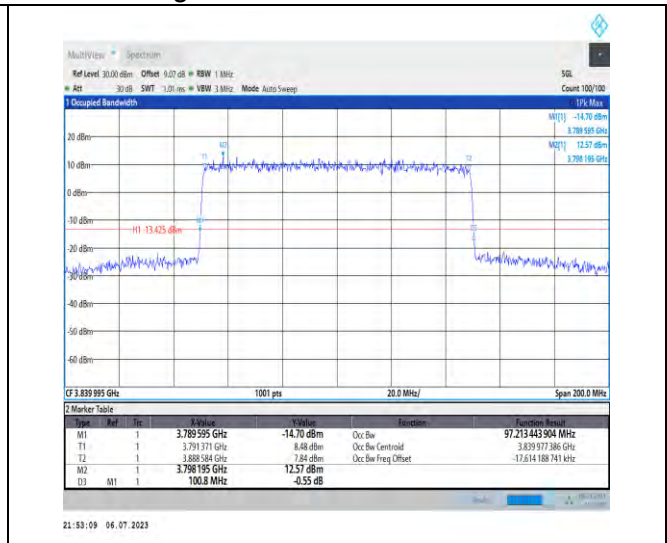 MultiView Spectrum
Ref Level 30.00 dBm Offset 9.07 dB RBW 1 MHz SGL
Att 30 dB SWT 1.01 ms VBW 3 MHz Mode Auto Sweep Count 100/100
1 Occupied Bandwidth 1Pk Max
M1[1] -14.70 dBm
3.789 595 GHz
M2[1] 12.57 dBm
3.798 195 GHz
20 dBm
M2
T1 T2
10 dBm
0 dBm
-10 dBm
M1
H1 -13.425 dBm
D3
-20 dBm
-30 dBm
-40 dBm
-50 dBm
-60 dBm
CF 3.839 995 GHz 1001 pts 20.0 MHz/ Span 200.0 MHz
2 Marker Table
Type Ref Trc X-Value Y-Value Function Function Result
M1 1 3.789 595 GHz -14.70 dBm Occ Bw 97.213 443 904 MHz
T1 1 3.791 371 GHz 8.48 dBm Occ Bw Centroid 3.839 977 386 GHz
T2 1 3.888 584 GHz 7.84 dBm Occ Bw Freq Offset -17.614 188 741 kHz
M2 1 3.798 195 GHz 12.57 dBm
D3 M1 1 100.8 MHz -0.55 dB
21:53:09 06.07.2023